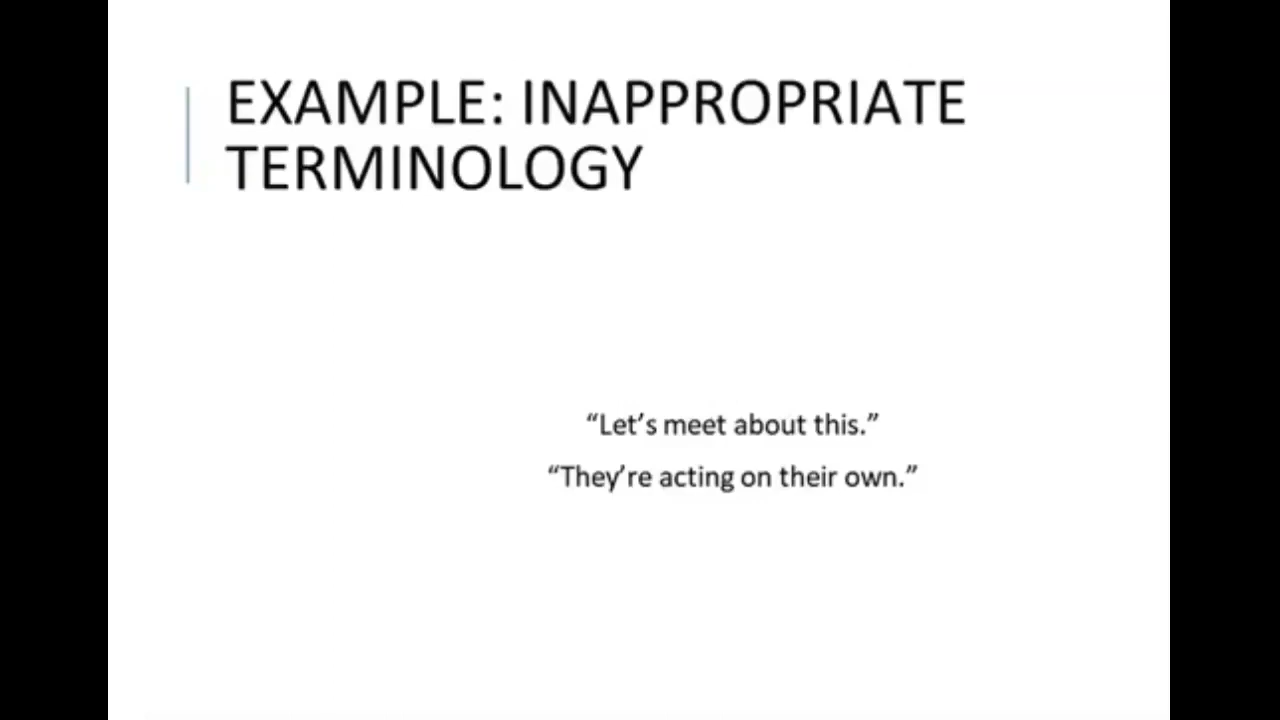 EXAMPLE: INAPPROPRIATE
TERMINOLOGY
“Let’s meet about this.”
“They’re acting on their own.”